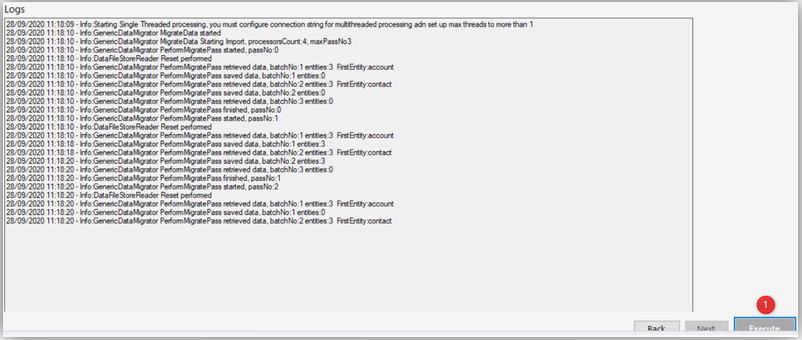 Logs
28/09/2020 11:18:09 - Info:Starting Single Threaded processing, you must configure connection string for multithreaded processing adn set up max threads to more than 1
28/09/2020 11:18:10 - Info:GenericDataMigrator MigrateData started
28/09/2020 11:18:10 - Info:GenericDataMigrator MigrateData Starting Import, processorsCount:4, maxPassNo3
28/09/2020 11:18:10 - Info:GenericDataMigrator PerformMigratePass started, passNo:0
28/09/2020 11:18:10 - Info:DataFileStoreReader Reset performed
28/09/2020 11:18:10 - Info:GenericDataMigrator PerformMigratePass retrieved data, batchNo:1 entities:3 FirstEntity:account
28/09/2020 11:18:10 - Info:GenericDataMigrator PerformMigratePass saved data, batchNo:1 entities:0
28/09/2020 11:18:10 - Info:GenericDataMigrator PerformMigratePass retrieved data, batchNo:2 entities:3 FirstEntity:contact
28/09/2020 11:18:10 - Info:GenericDataMigrator PerformMigratePass saved data, batchNo:2 entities:0
28/09/2020 11:18:10 - Info:GenericDataMigrator PerformMigratePass retrieved data, batchNo:3 entities:0
28/09/2020 11:18:10 - Info:GenericDataMigrator PerformMigratePass finished, passNo:0
28/09/2020 11:18:10 - Info:GenericDataMigrator PerformMigratePass started, passNo:1
28/09/2020 11:18:10 - Info:DataFileStoreReader Reset performed
28/09/2020 11:18:10 - Info:GenericDataMigrator PerformMigratePass retrieved data, batchNo:1 entities:3 FirstEntity:account
28/09/2020 11:18:18 - Info:GenericDataMigrator PerformMigratePass saved data, batchNo:1 entities:3
28/09/2020 11:18:18 - Info:GenericDataMigrator PerformMigratePass retrieved data, batchNo:2 entities:3 FirstEntity:contact
28/09/2020 11:18:20 - Info:GenericDataMigrator PerformMigratePass saved data, batchNo:2 entities:3
28/09/2020 11:18:20 - Info:GenericDataMigrator PerformMigratePass retrieved data, batchNo:3 entities:0
28/09/2020 11:18:20 - Info:GenericDataMigrator PerformMigratePass finished, passNo:1
28/09/2020 11:18:20 - Info:GenericDataMigrator PerformMigratePass started, passNo:2
28/09/2020 11:18:20 - Info:DataFileStoreReader Reset performed
28/09/2020 11:18:20 - Info:GenericDataMigrator PerformMigratePass retrieved data, batchNo:1 entities:3 FirstEntity:account
28/09/2020 11:18:20 - Info:GenericDataMigrator PerformMigratePass saved data, batchNo:1 entities:0
28/09/2020 11:18:20 - Info:GenericDataMigrator PerformMigratePass retrieved data, batchNo:2 entities:3 FirstEntity:contact
1
Back Next Execute